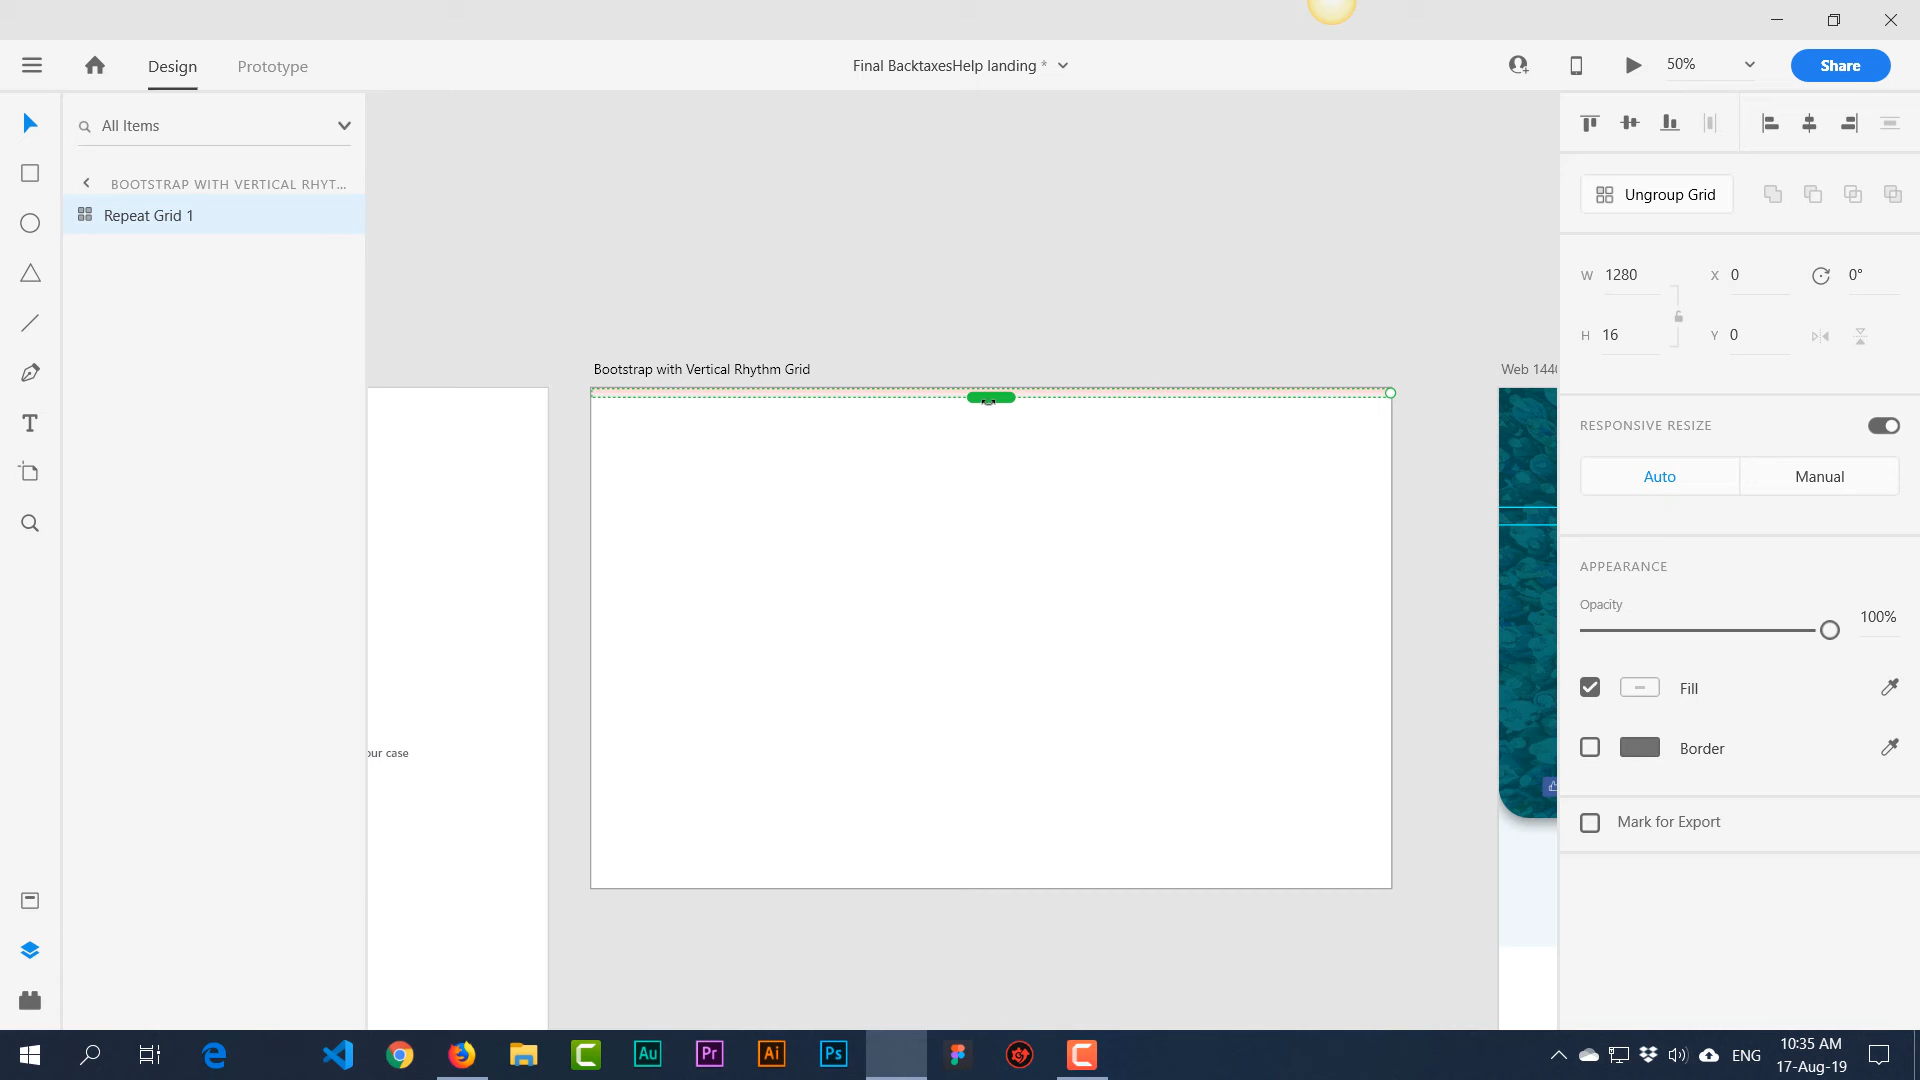 Design
Prototype
Final BacktaxesHelp landing *
50%
Share
All Items
BOOTSTRAP WITH VERTICAL RHYT...
Repeat Grid 1
Ungroup Grid
W 1280
X 0
0°
H 16
Y 0
Bootstrap with Vertical Rhythm Grid
Web 1440
RESPONSIVE RESIZE
Auto
Manual
APPEARANCE
Opacity
100%
Fill
our case
Border
Mark for Export
Au
Pr
Ai
Ps
ENG
10:35 AM
17-Aug-19